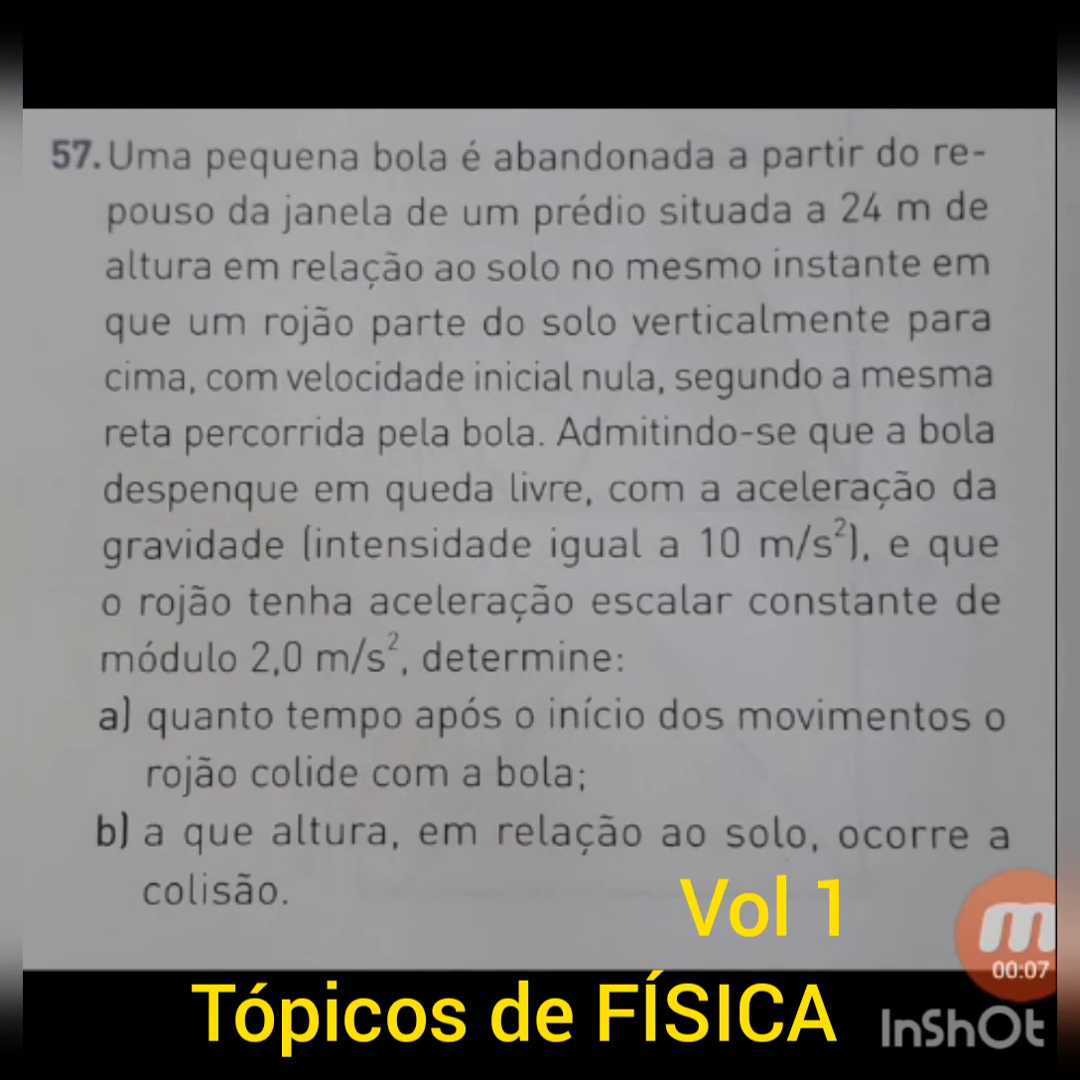 57. Uma pequena bola é abandonada a partir do re-
pouso da janela de um prédio situada a 24 m de
altura em relação ao solo no mesmo instante em
que um rojão parte do solo verticalmente para
cima, com velocidade inicial nula, segundo a mesma
reta percorrida pela bola. Admitindo-se que a bola
despenque em queda livre, com a aceleração da
gravidade (intensidade igual a 10 m/s²), e que
o rojão tenha aceleração escalar constante de
módulo 2,0 m/s², determine:
a) quanto tempo após o início dos movimentos o
rojão colide com a bola;
b) a que altura, em relação ao solo, ocorre a
colisão.
Vol 1
00:07
Tópicos de FÍSICA
InShOt